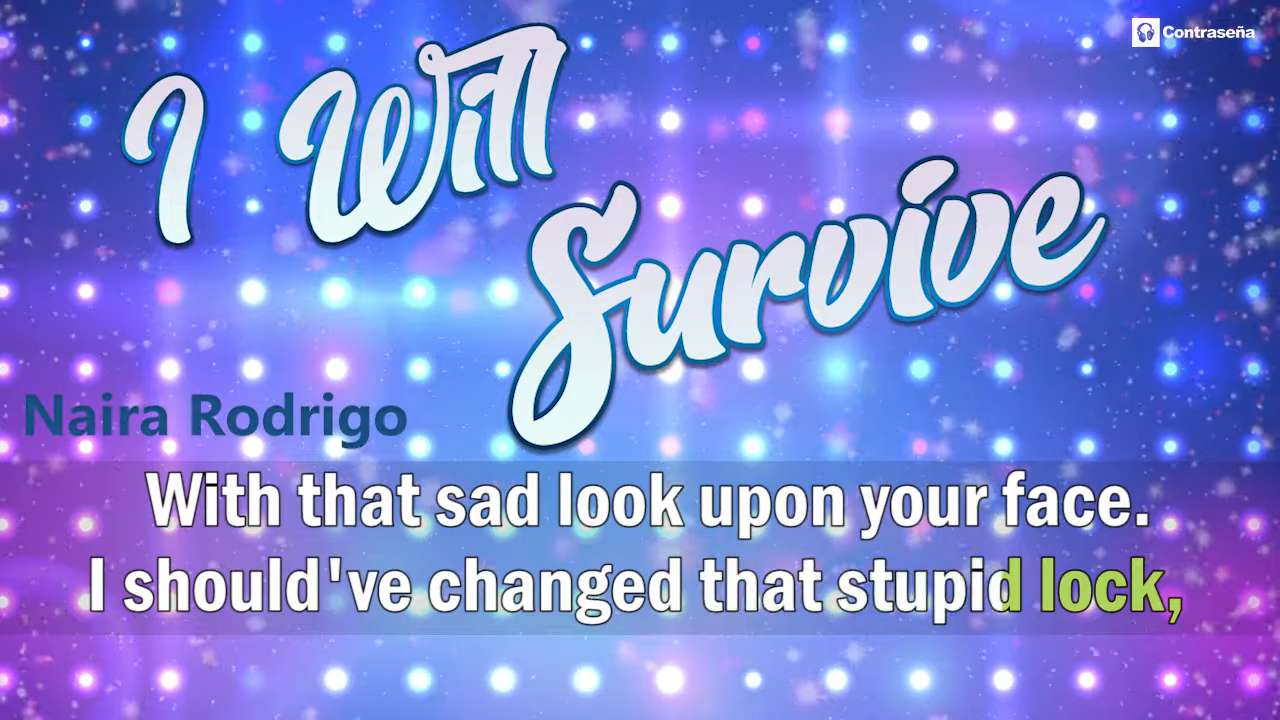 Contraseña
I Will
Survive
Naira Rodrigo
With that sad look upon your face.
I should've changed that stupid lock,